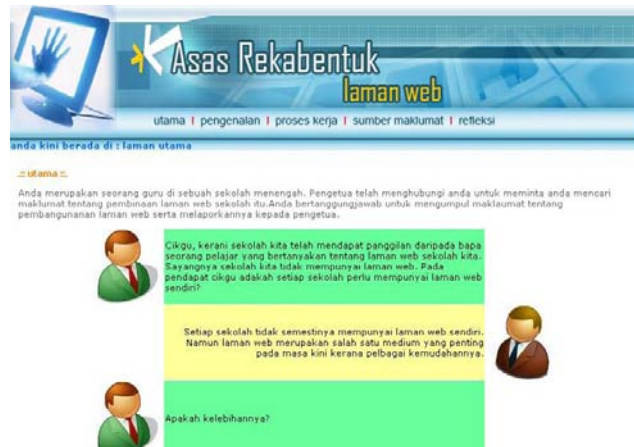 Asas Rekabentuk
laman web
utama | pengenalan | proses kerja | sumber maklumat | refleksi
anda kini berada di : laman utama
.:: utama ::.
Anda merupakan seorang guru di sebuah sekolah menengah. Pengetua telah menghubungi anda untuk meminta anda mencari
maklumat tentang pembinaan laman web sekolah itu.Anda bertanggungjawab untuk mengumpul maklaumat tentang
pembangunanan laman web serta melaporkannya kepada pengetua.
Cikgu, kerani sekolah kita telah mendapat panggilan daripada bapa
seorang pelajar yang bertanyakan tentang laman web sekolah kita.
Sayangnya sekolah kita tidak mempunyai laman web. Pada
pendapat cikgu adakah setiap sekolah perlu mempunyai laman web
sendiri?
Setiap sekolah tidak semestinya mempunyai laman web sendiri.
Namun laman web merupakan salah satu medium yang penting
pada masa kini kerana pelbagai kemudahannya.
Apakah kelebihannya?